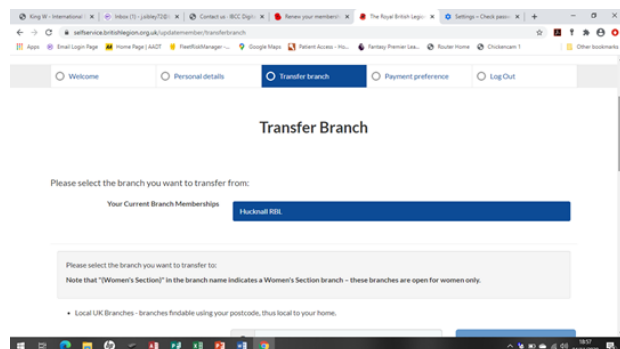 King W - International
Inbox (1) - jsibley72@
Contact us - BCC Digit
Renew your members
The Royal British Legion
Settings – Check passw
selfservice.britishlegion.org.uk/updatemember/transferbranch
Apps
Email Login Page
Home Page | AADT
FleetRiskManager -...
Google Maps
Patient Access - Ho...
Fantasy Premier Lea...
Router Home
Chickencam 1
Other bookmarks
Welcome
Personal details
Transfer branch
Payment preference
Log Out
Transfer Branch
Please select the branch you want to transfer from:
Your Current Branch Memberships
Hucknall RBL
Please select the branch you want to transfer to:
Note that "(Women's Section)" in the branch name indicates a Women's Section branch – these branches are open for women only.
• Local UK Branches - branches findable using your postcode, thus local to your home.
18:57